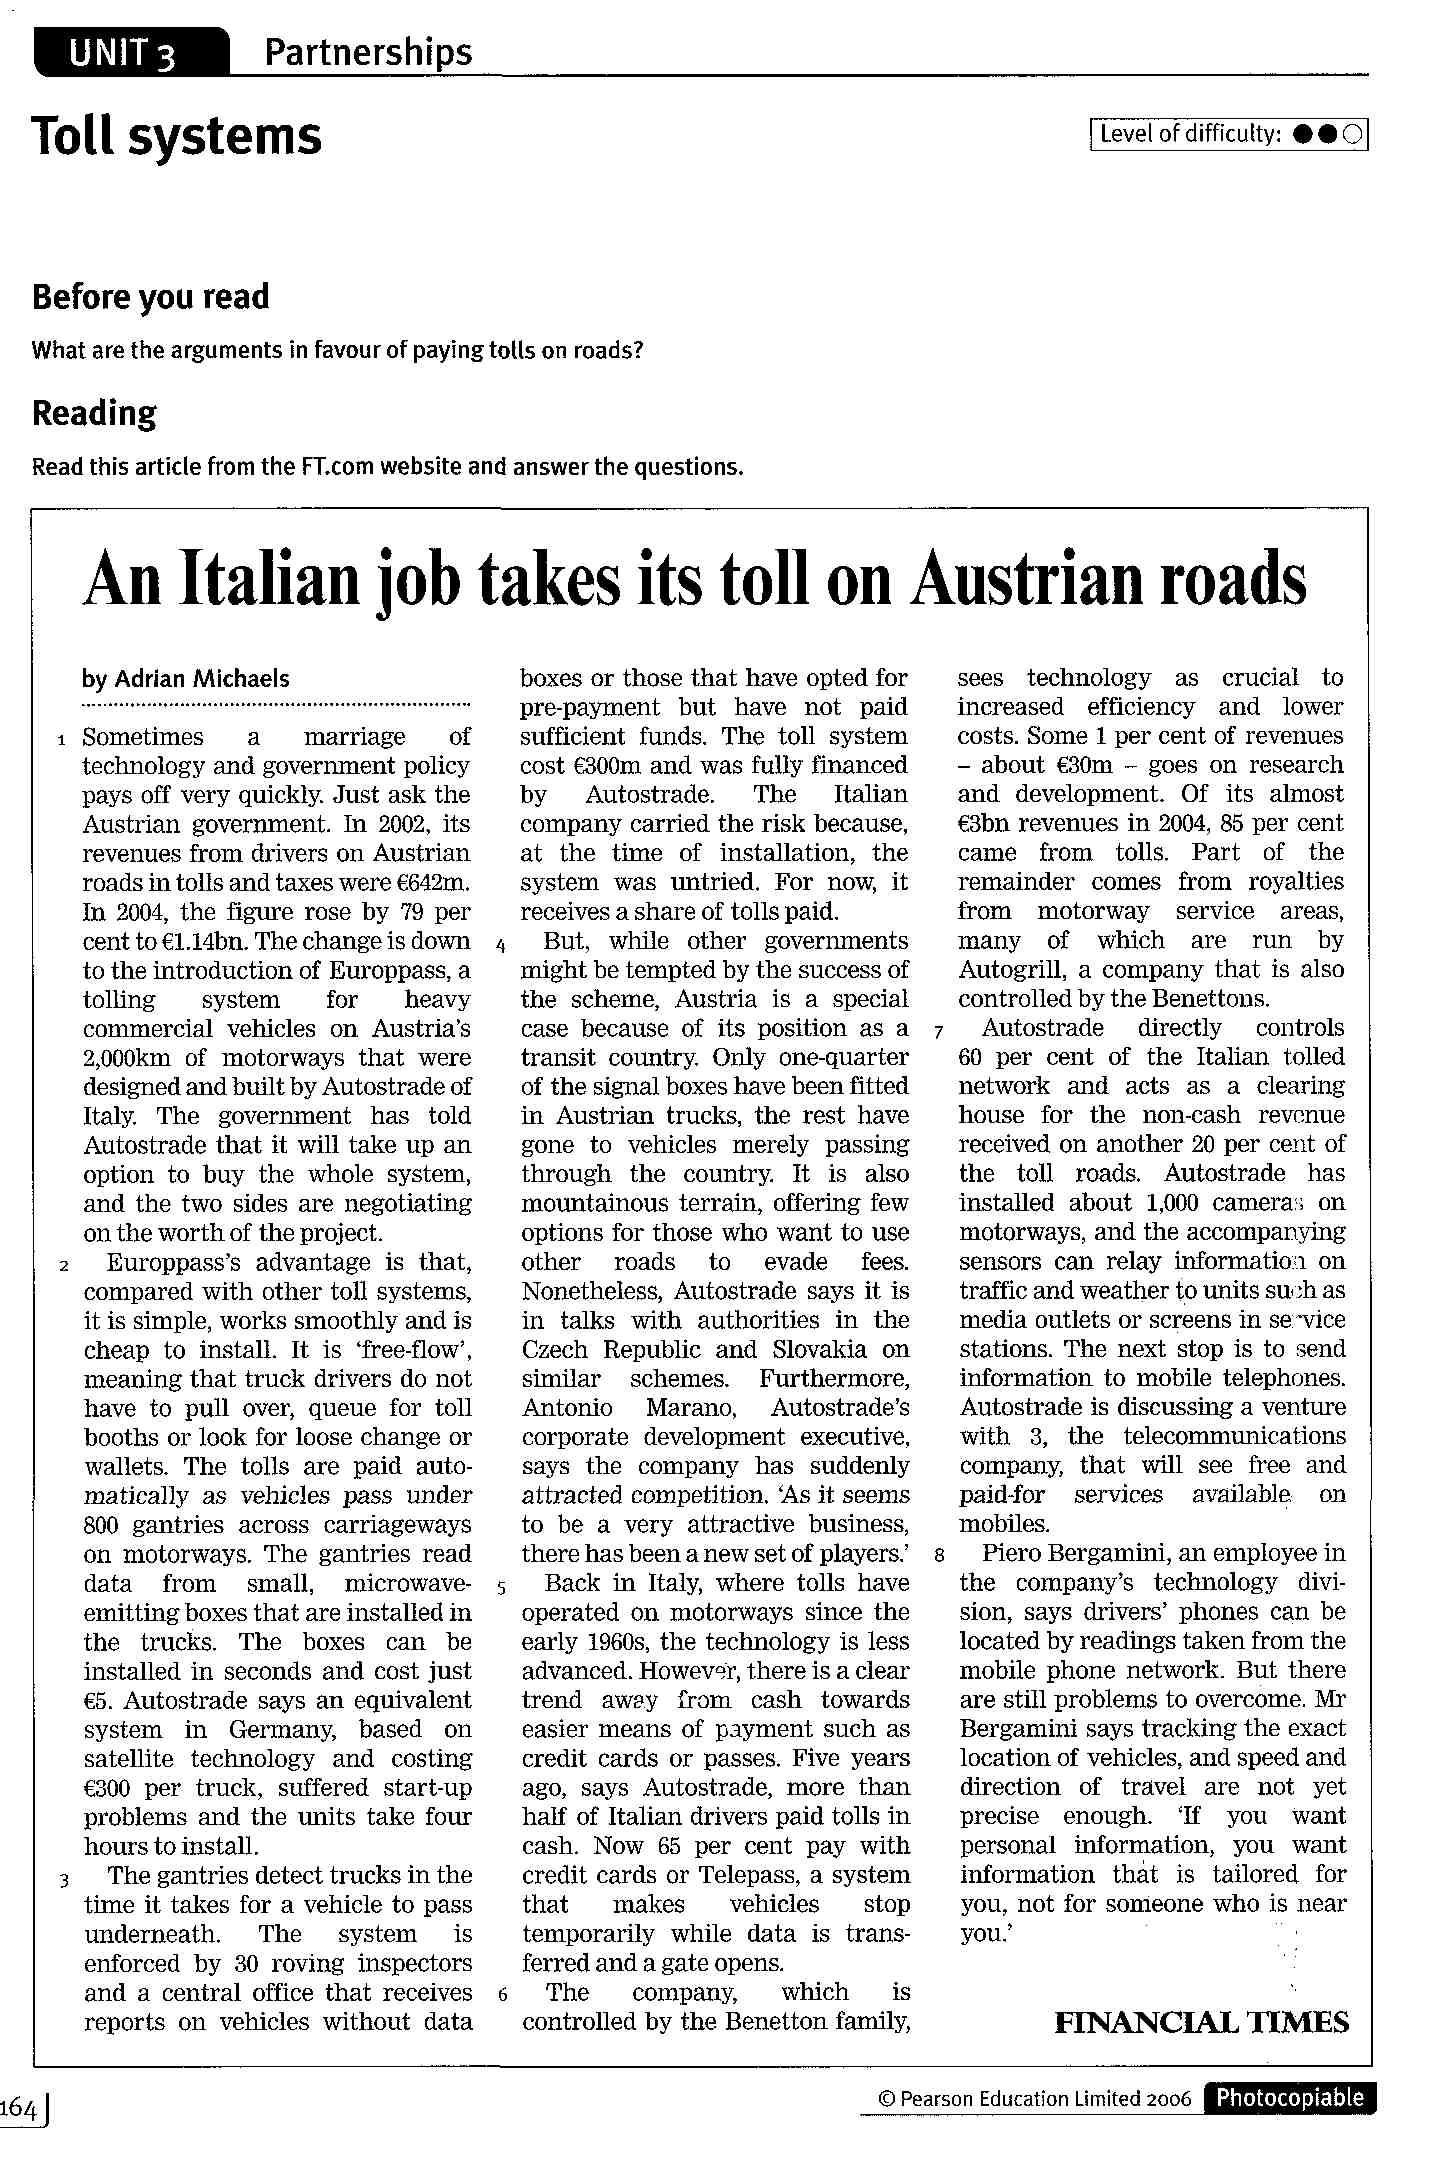 UNIT 3 Partnerships
Toll systems
Level of difficulty: ●●○
Before you read
What are the arguments in favour of paying tolls on roads?
Reading
Read this article from the FT.com website and answer the questions.
An Italian job takes its toll on Austrian roads
by Adrian Michaels
1 Sometimes a marriage of
technology and government policy
pays off very quickly. Just ask the
Austrian government. In 2002, its
revenues from drivers on Austrian
roads in tolls and taxes were €642m.
In 2004, the figure rose by 79 per
cent to €1.14bn. The change is down
to the introduction of Europpass, a
tolling system for heavy
commercial vehicles on Austria's
2,000km of motorways that were
designed and built by Autostrade of
Italy. The government has told
Autostrade that it will take up an
option to buy the whole system,
and the two sides are negotiating
on the worth of the project.
2 Europpass's advantage is that,
compared with other toll systems,
it is simple, works smoothly and is
cheap to install. It is 'free-flow',
meaning that truck drivers do not
have to pull over, queue for toll
booths or look for loose change or
wallets. The tolls are paid auto-
matically as vehicles pass under
800 gantries across carriageways
on motorways. The gantries read
data from small, microwave-
emitting boxes that are installed in
the trucks. The boxes can be
installed in seconds and cost just
€5. Autostrade says an equivalent
system in Germany, based on
satellite technology and costing
€300 per truck, suffered start-up
problems and the units take four
hours to install.
3 The gantries detect trucks in the
time it takes for a vehicle to pass
underneath. The system is
enforced by 30 roving inspectors
and a central office that receives
reports on vehicles without data
boxes or those that have opted for
pre-payment but have not paid
sufficient funds. The toll system
cost €300m and was fully financed
by Autostrade. The Italian
company carried the risk because,
at the time of installation, the
system was untried. For now, it
receives a share of tolls paid.
4 But, while other governments
might be tempted by the success of
the scheme, Austria is a special
case because of its position as a
transit country. Only one-quarter
of the signal boxes have been fitted
in Austrian trucks, the rest have
gone to vehicles merely passing
through the country. It is also
mountainous terrain, offering few
options for those who want to use
other roads to evade fees.
Nonetheless, Autostrade says it is
in talks with authorities in the
Czech Republic and Slovakia on
similar schemes. Furthermore,
Antonio Marano, Autostrade's
corporate development executive,
says the company has suddenly
attracted competition. 'As it seems
to be a very attractive business,
there has been a new set of players.'
5 Back in Italy, where tolls have
operated on motorways since the
early 1960s, the technology is less
advanced. However, there is a clear
trend away from cash towards
easier means of payment such as
credit cards or passes. Five years
ago, says Autostrade, more than
half of Italian drivers paid tolls in
cash. Now 65 per cent pay with
credit cards or Telepass, a system
that makes vehicles stop
temporarily while data is trans-
ferred and a gate opens.
6 The company, which is
controlled by the Benetton family,
sees technology as crucial to
increased efficiency and lower
costs. Some 1 per cent of revenues
– about €30m – goes on research
and development. Of its almost
€3bn revenues in 2004, 85 per cent
came from tolls. Part of the
remainder comes from royalties
from motorway service areas,
many of which are run by
Autogrill, a company that is also
controlled by the Benettons.
7 Autostrade directly controls
60 per cent of the Italian tolled
network and acts as a clearing
house for the non-cash revenue
received on another 20 per cent of
the toll roads. Autostrade has
installed about 1,000 cameras on
motorways, and the accompanying
sensors can relay information on
traffic and weather to units such as
media outlets or screens in service
stations. The next stop is to send
information to mobile telephones.
Autostrade is discussing a venture
with 3, the telecommunications
company, that will see free and
paid-for services available on
mobiles.
8 Piero Bergamini, an employee in
the company's technology divi-
sion, says drivers' phones can be
located by readings taken from the
mobile phone network. But there
are still problems to overcome. Mr
Bergamini says tracking the exact
location of vehicles, and speed and
direction of travel are not yet
precise enough. 'If you want
personal information, you want
information that is tailored for
you, not for someone who is near
you.'
FINANCIAL TIMES
164
© Pearson Education Limited 2006 Photocopiable